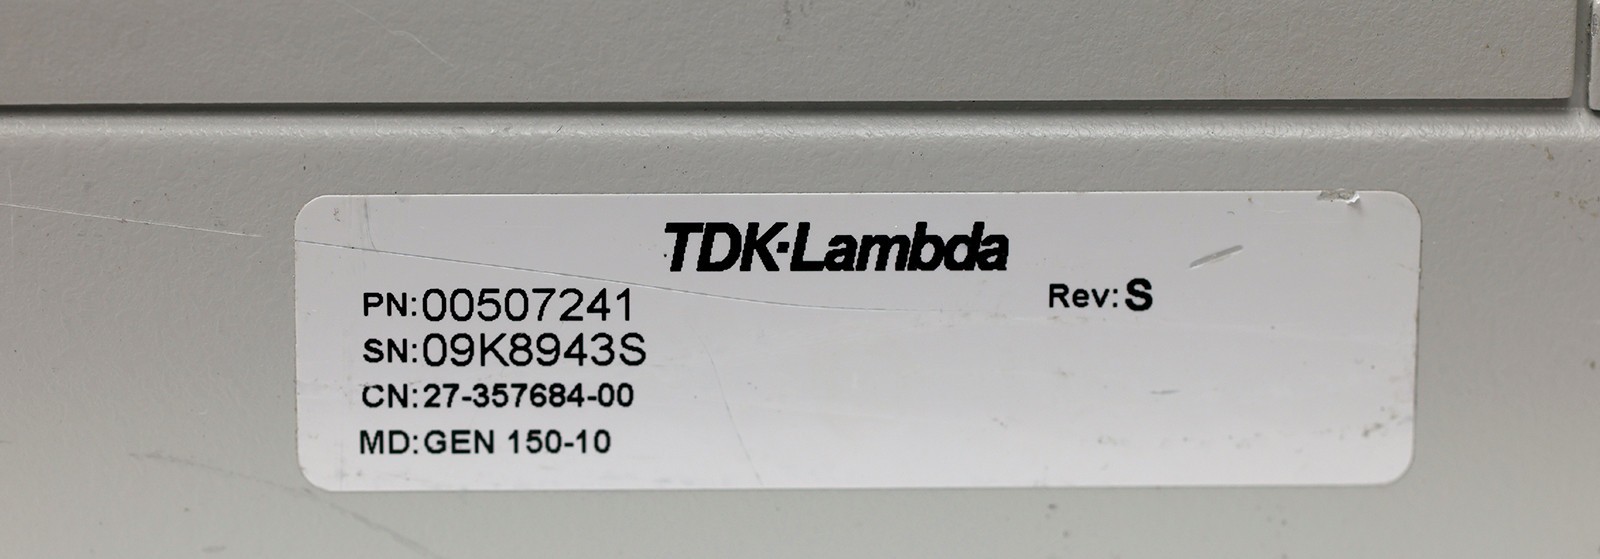 TDK·Lambda
PN:00507241
Rev:S
SN:09K8943S
CN:27-357684-00
MD:GEN 150-10